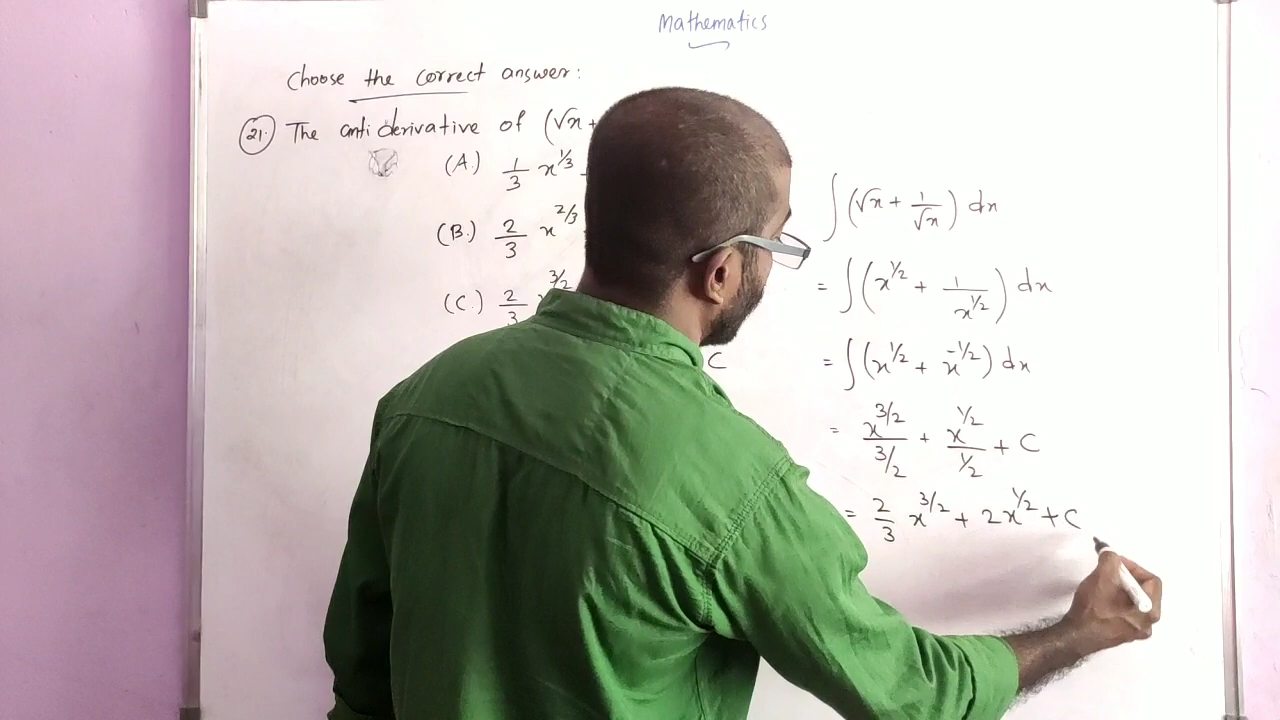 Mathematics
Choose the correct answer:
21. The anti derivative of (√x +
(A.) 1/3 x^1/3
(B.) 2/3 x^2/3
(C.) 2/3 x^3/2
C
∫ (√x + 1/√x) dx
= ∫ (x^1/2 + 1/x^1/2) dx
= ∫ (x^1/2 + x^-1/2) dx
= x^3/2 / 3/2 + x^1/2 / 1/2 + C
= 2/3 x^3/2 + 2x^1/2 + C